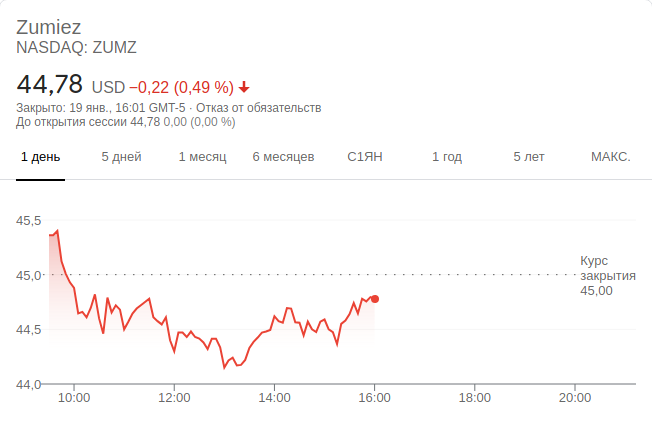 Zumiez
NASDAQ: ZUMZ
44,78 USD −0,22 (0,49 %)
Закрыто: 19 янв., 16:01 GMT-5 · Отказ от обязательств
До открытия сессии 44,78 0,00 (0,00 %)
1 день 5 дней 1 месяц 6 месяцев С1ЯН 1 год 5 лет МАКС.
45,5
Курс
45,0 закрытия
45,00
44,5
44,0
10:00 12:00 14:00 16:00 18:00 20:00